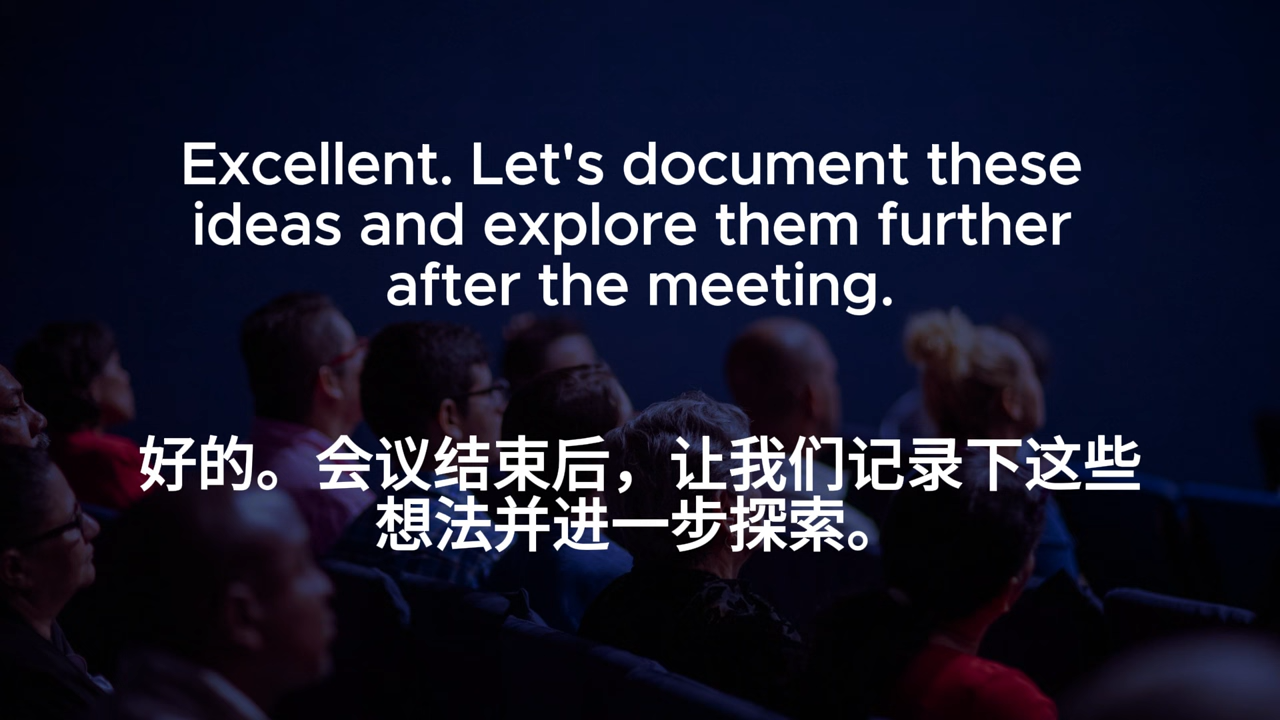 Excellent. Let's document these
ideas and explore them further
after the meeting.
好的。会议结束后，让我们记录下这些
想法并进一步探索。